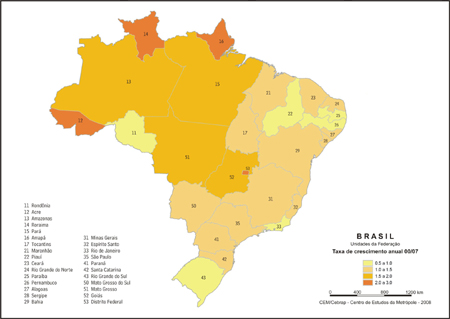 14
16
13
15
12
11
31
22
23
24
25
26
17
29
28
51
53
52
50
31
32
33
35
41
42
43
11 Rondônia
12 Acre
13 Amazonas
14 Roraima
15 Pará
16 Amapá
17 Tocantins
21 Maranhão
22 Piauí
23 Ceará
24 Rio Grande do Norte
25 Paraíba
26 Pernambuco
27 Alagoas
28 Sergipe
29 Bahia
31 Minas Gerais
32 Espírito Santo
33 Rio de Janeiro
35 São Paulo
41 Paraná
42 Santa Catarina
43 Rio Grande do Sul
50 Mato Grosso do Sul
51 Mato Grosso
52 Goiás
53 Distrito Federal
BRASIL
Unidades da Federação
Taxa de crescimento anual 00/07
0.5 a 1.0
1.0 a 1.5
1.5 a 2.0
2.0 a 3.0
0 400 800 1200 km
CEM/Cebrap - Centro de Estudos da Metrópole - 2008